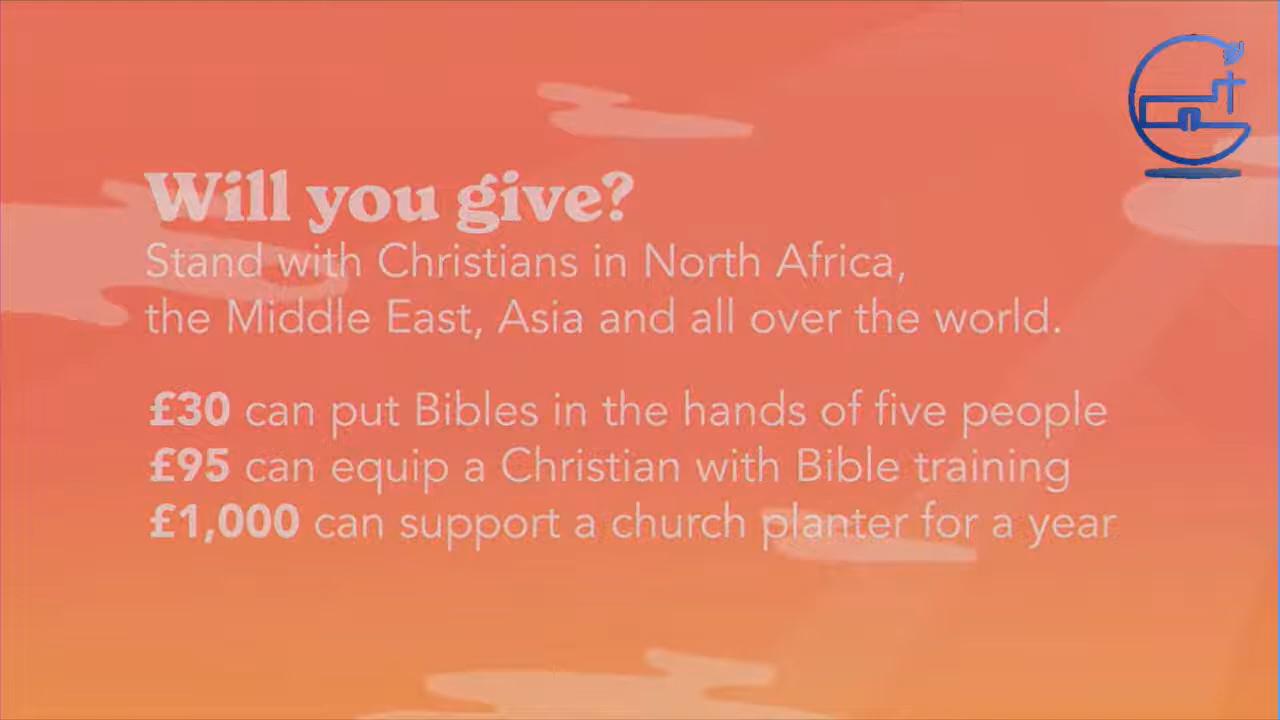 Will you give?
Stand with Christians in North Africa,
the Middle East, Asia and all over the world.
£30 can put Bibles in the hands of five people
£95 can equip a Christian with Bible training
£1,000 can support a church planter for a year